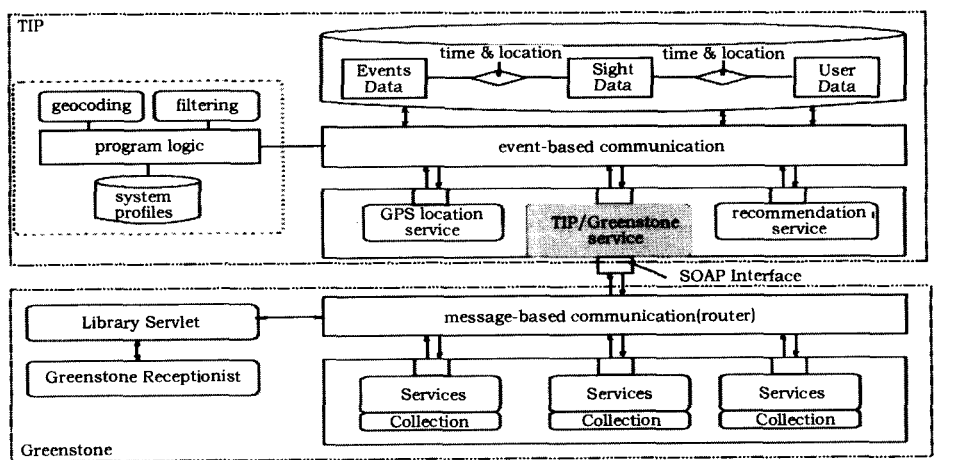 TIP
time & location
time & location
Events
Data
Sight
Data
User
Data
geocoding
filtering
program logic
system
profiles
event-based communication
GPS location
service
TIP/Greenstone
service
recommendation
service
SOAP Interface
Library Servlet
message-based communication(router)
Greenstone Receptionist
Services
Collection
Services
Collection
Services
Collection
Greenstone